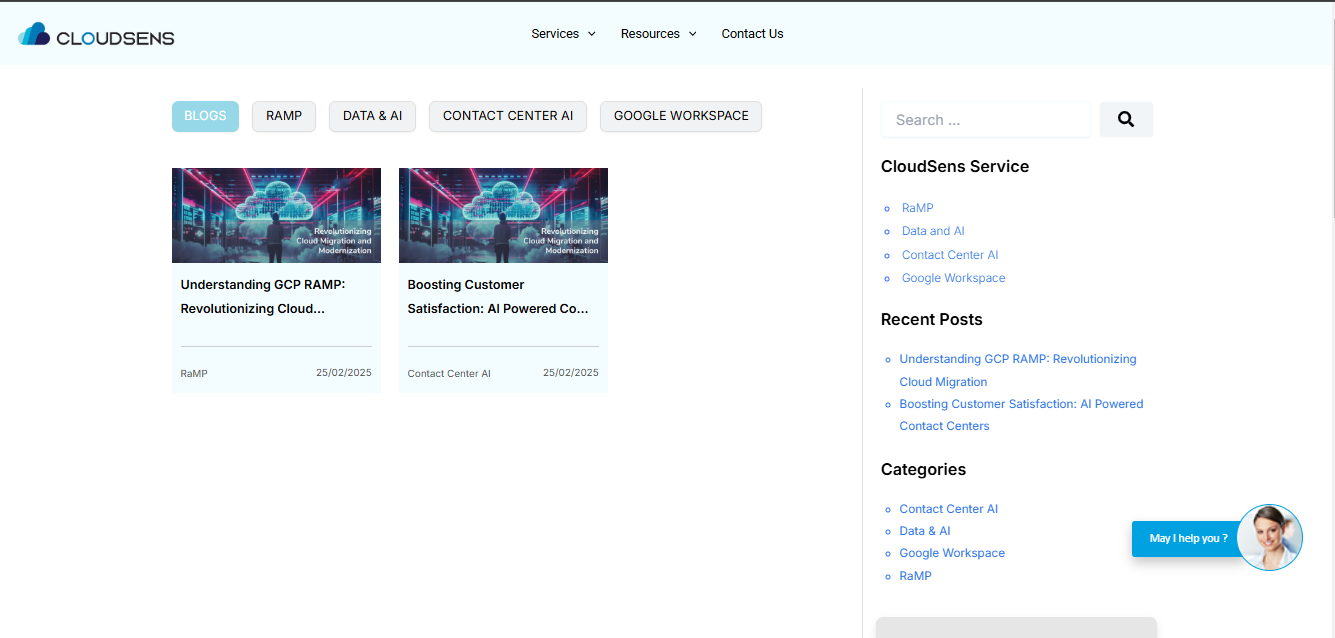 CLOUDSENS
Services
Resources
Contact Us
BLOGS
RAMP
DATA & AI
CONTACT CENTER AI
GOOGLE WORKSPACE
Revolutionizing
Cloud Migration and
Modernization
Understanding GCP RAMP:
Revolutionizing Cloud...
RaMP
25/02/2025
Revolutionizing
Cloud Migration and
Modernization
Boosting Customer
Satisfaction: AI Powered Co...
Contact Center AI
25/02/2025
Search ...
CloudSens Service
RaMP
Data and AI
Contact Center AI
Google Workspace
Recent Posts
Understanding GCP RAMP: Revolutionizing
Cloud Migration
Boosting Customer Satisfaction: AI Powered
Contact Centers
Categories
Contact Center AI
Data & AI
Google Workspace
RaMP
May I help you ?